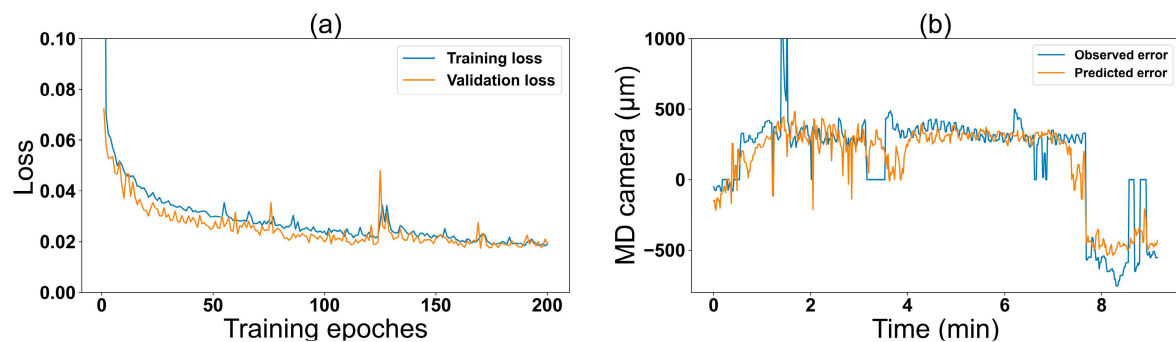 (a)
Loss
0.10
0.08
0.06
0.04
0.02
0.00
Training loss
Validation loss
0
50
100
150
200
Training epoches
(b)
MD camera (μm)
1000
500
0
−500
Observed error
Predicted error
0
2
4
6
8
Time (min)